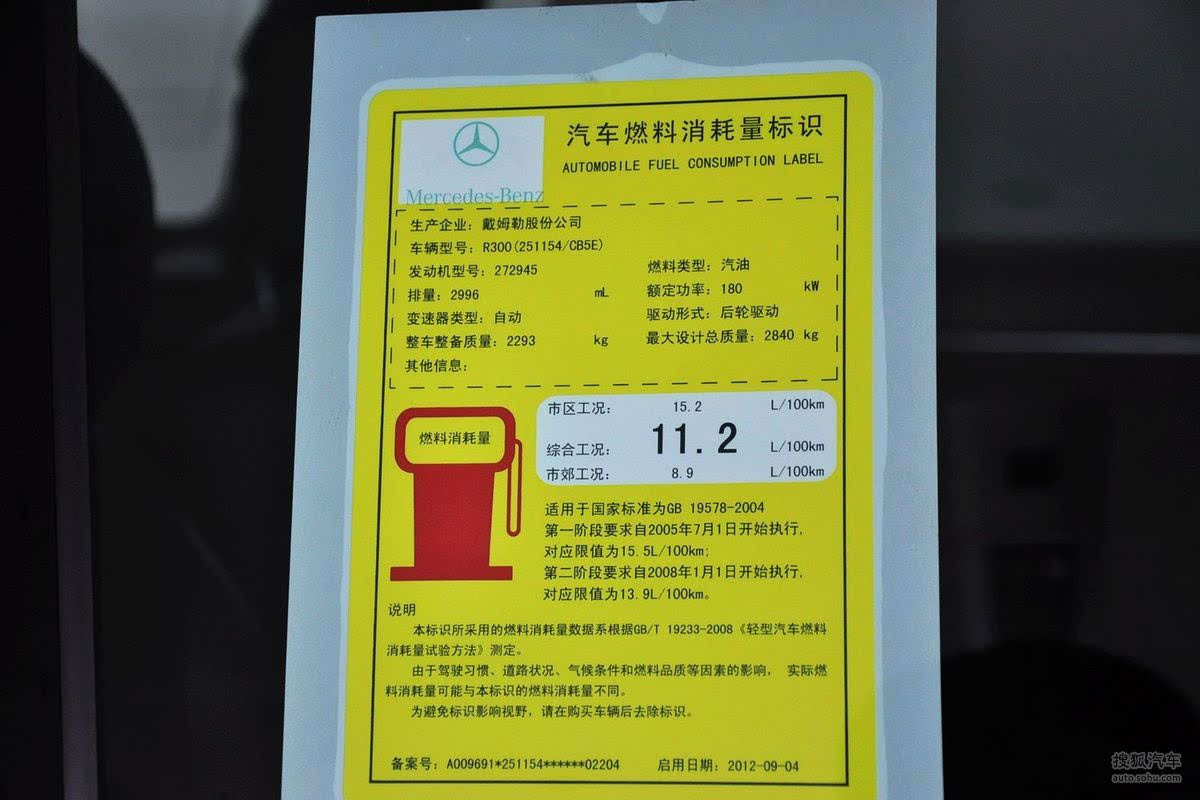 汽车燃料消耗量标识
AUTOMOBILE FUEL CONSUMPTION LABEL
Mercedes-Benz
生产企业：戴姆勒股份公司
车辆型号：R300(251154/CB5E)
发动机型号：272945 燃料类型：汽油
排量：2996 mL 额定功率：180 kW
变速器类型：自动 驱动形式：后轮驱动
整车整备质量：2293 kg 最大设计总质量：2840 kg
其他信息：
燃料消耗量
市区工况： 15.2 L/100km
综合工况： 11.2 L/100km
市郊工况： 8.9 L/100km
适用于国家标准为GB 19578-2004
第一阶段要求自2005年7月1日开始执行，
对应限值为15.5L/100km；
第二阶段要求自2008年1月1日开始执行，
对应限值为13.9L/100km。
说明
本标识所采用的燃料消耗量数据系根据GB/T 19233-2008《轻型汽车燃料
消耗量试验方法》测定。
由于驾驶习惯、道路状况、气候条件和燃料品质等因素的影响， 实际燃
料消耗量可能与本标识的燃料消耗量不同。
为避免标识影响视野，请在购买车辆后去除标识。
备案号：A009691*251154******02204 启用日期：2012-09-04
搜狐汽车
auto.sohu.com